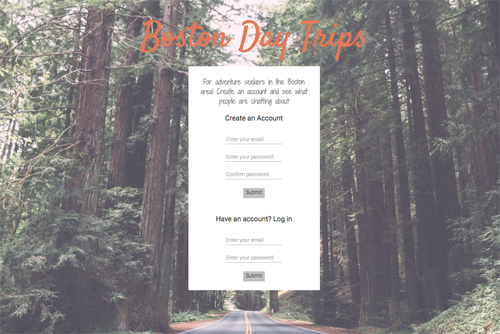 Boston Day Trips
For adventure seekers in the Boston
area! Create an account and see what
people are chatting about
Create an Account
Enter your email
Enter your password
Confirm password
Submit
Have an account? Log in
Enter your email
Enter your password
Submit